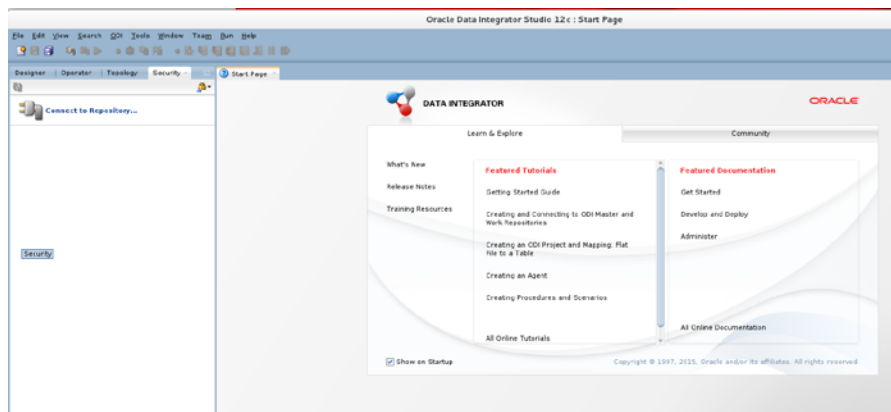 Oracle Data Integrator Studio 12c : Start Page
File Edit View Search ODI Tools Window Team Run Help
Designer Operator Topology Security
Start Page
Connect to Repository...
DATA INTEGRATOR
ORACLE
Learn & Explore
Community
What's New
Release Notes
Training Resources
Featured Tutorials
Getting Started Guide
Creating and Connecting to ODI Master and
Work Repositories
Creating an ODI Project and Mapping: Flat
File to a Table
Creating an Agent
Creating Procedures and Scenarios
All Online Tutorials
Featured Documentation
Get Started
Develop and Deploy
Administer
All Online Documentation
Security
Show on Startup
Copyright © 1997, 2015, Oracle and/or its affiliates. All rights reserved.